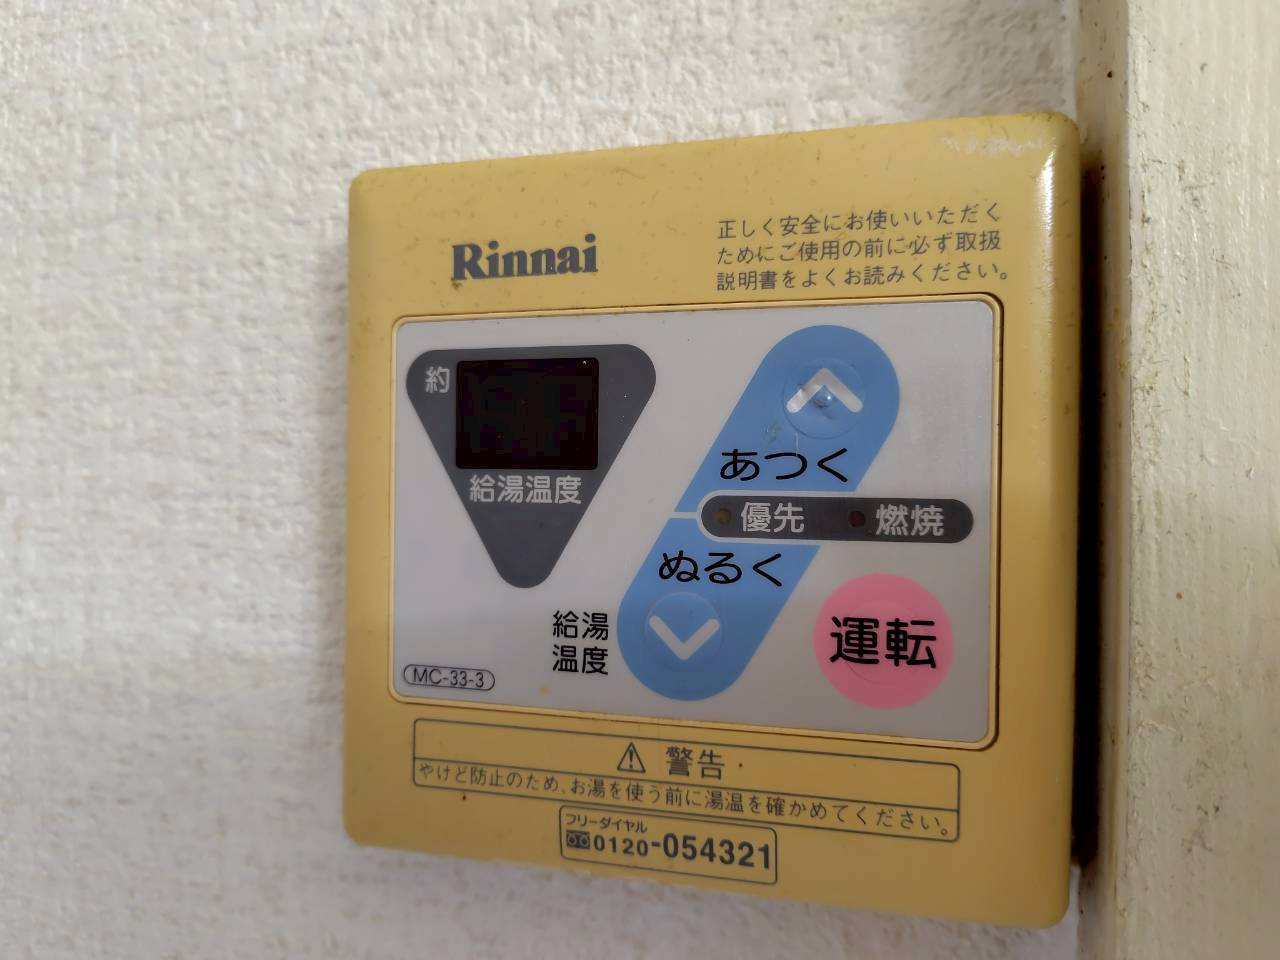 Rinnai
正しく安全にお使いいただく
ためにご使用の前に必ず取扱
説明書をよくお読みください。
約
給湯温度
あつく
優先 燃焼
ぬるく
給湯
温度
運転
MC-33-3
警告
やけど防止のため、お湯を使う前に湯温を確かめてください。
フリーダイヤル
0120-054321